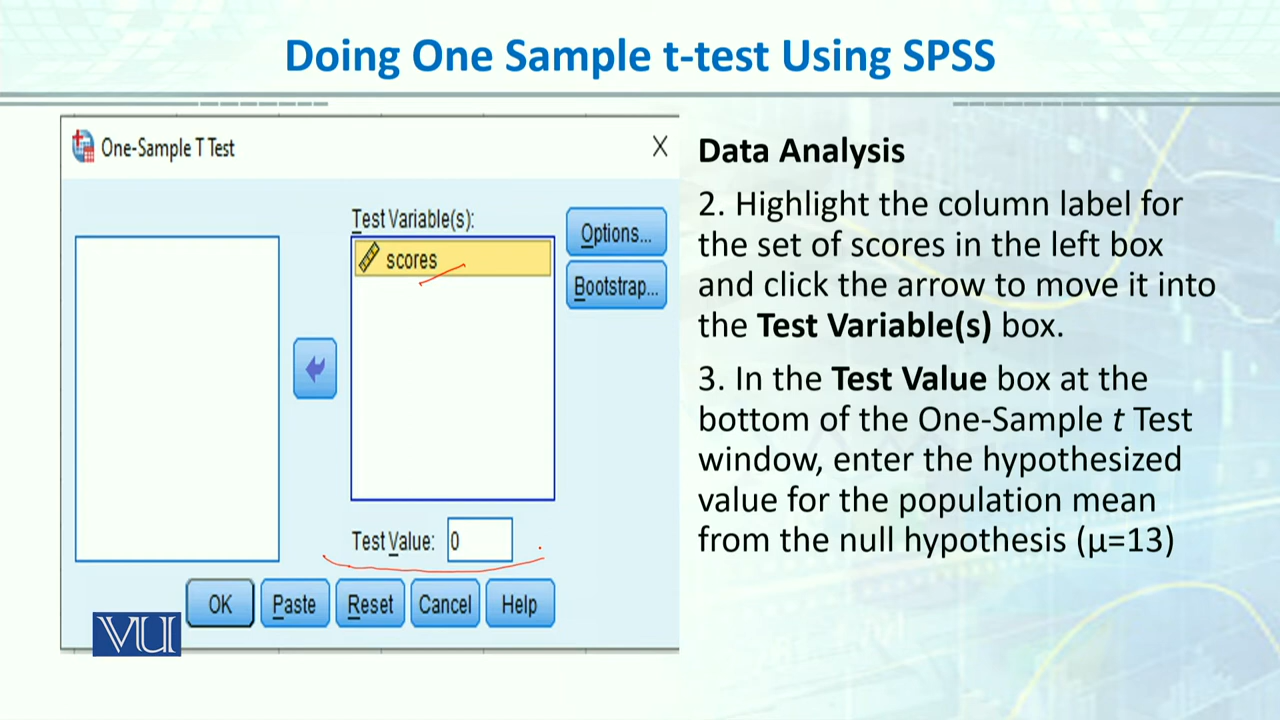 Doing One Sample t-test Using SPSS
One-Sample T Test
X
Test Variable(s):
scores
Options...
Bootstrap...
Test Value: 0
OK Paste Reset Cancel Help
VU
Data Analysis
2. Highlight the column label for
the set of scores in the left box
and click the arrow to move it into
the Test Variable(s) box.
3. In the Test Value box at the
bottom of the One-Sample t Test
window, enter the hypothesized
value for the population mean
from the null hypothesis (μ=13)